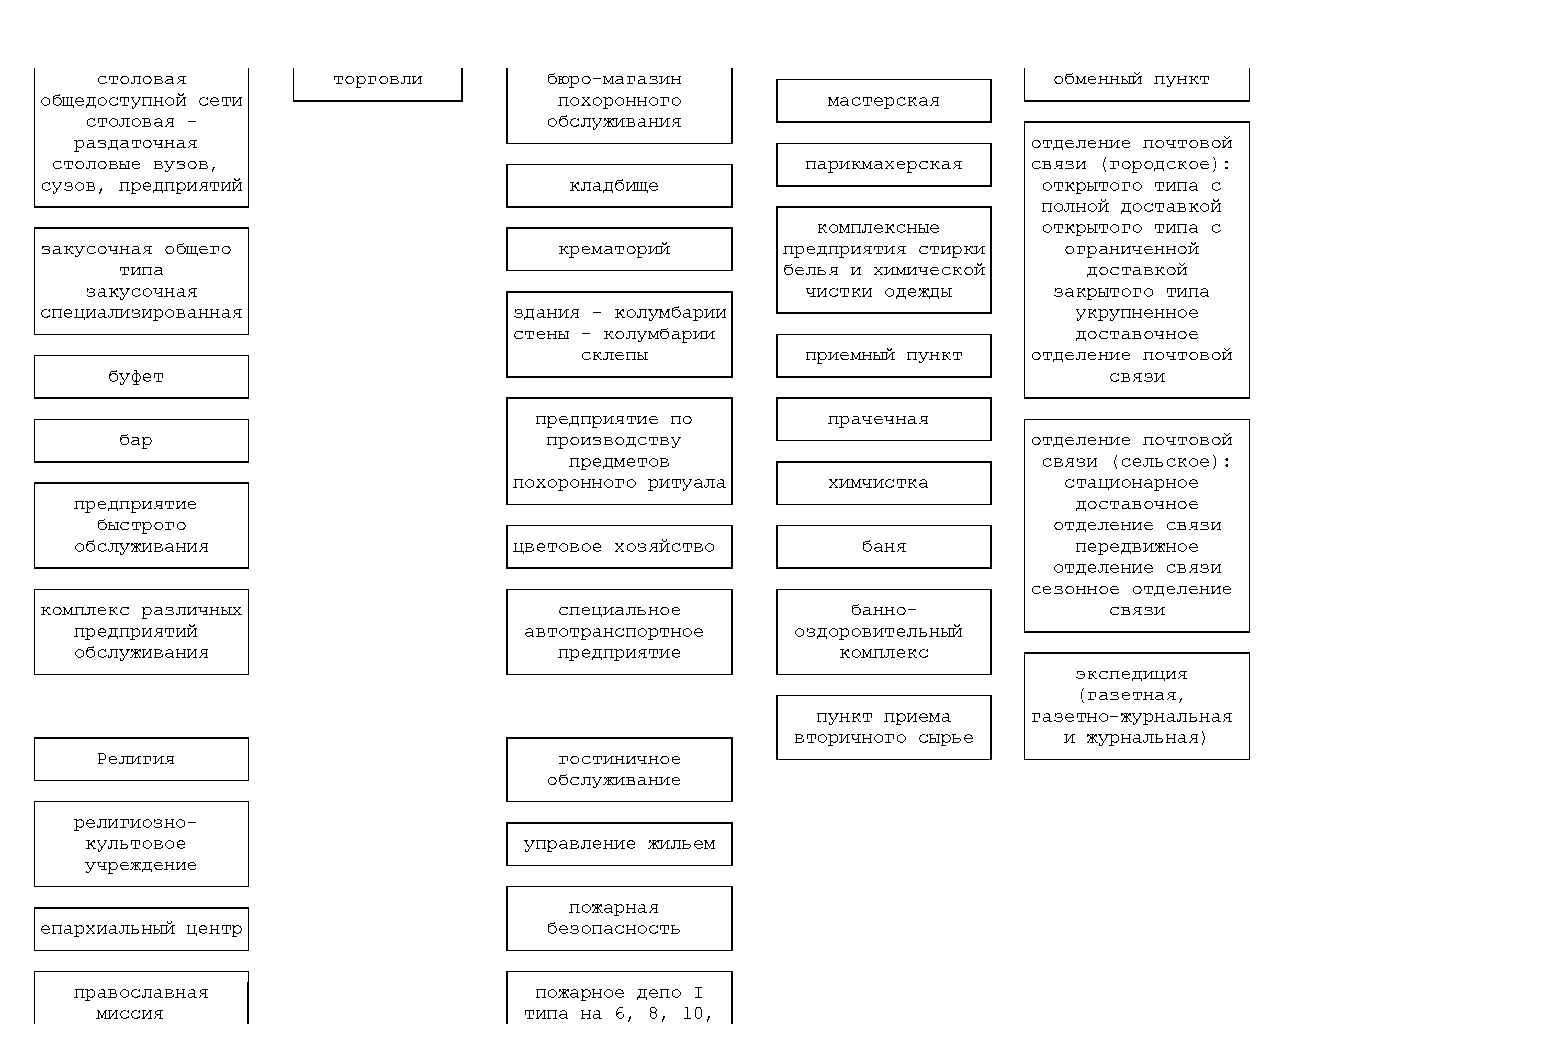 столовая
общедоступной сети
столовая -
раздаточная
столовые вузов,
сузов, предприятий
закусочная общего
типа
закусочная
специализированная
буфет
бар
предприятие
быстрого
обслуживания
комплекс различных
предприятий
обслуживания
Религия
религиозно-
культовое
учреждение
епархиальный центр
православная
миссия
торговли
бюро-магазин
похоронного
обслуживания
кладбище
крематорий
здания - колумбарии
стены - колумбарии
склепы
предприятие по
производству
предметов
похоронного ритуала
цветовое хозяйство
специальное
автотранспортное
предприятие
гостиничное
обслуживание
управление жильем
пожарная
безопасность
пожарное депо I
типа на 6, 8, 10,
мастерская
парикмахерская
комплексные
предприятия стирки
белья и химической
чистки одежды
приемный пункт
прачечная
химчистка
баня
банно-
оздоровительный
комплекс
пункт приема
вторичного сырье
обменный пункт
отделение почтовой
связи (городское):
открытого типа с
полной доставкой
открытого типа с
ограниченной
доставкой
закрытого типа
укрупненное
доставочное
отделение почтовой
связи
отделение почтовой
связи (сельское):
стационарное
доставочное
отделение связи
передвижное
отделение связи
сезонное отделение
связи
экспедиция
(газетная,
газетно-журнальная
и журнальная)